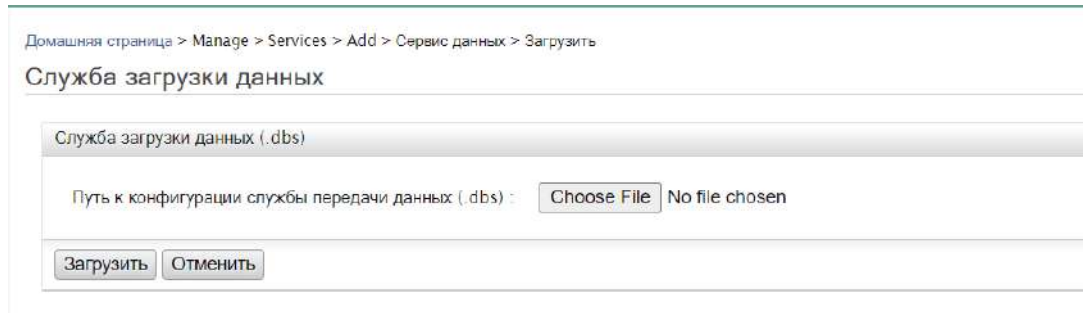 Домашняя страница > Manage > Services > Add > Сервис данных > Загрузить
Служба загрузки данных
Служба загрузки данных (.dbs)
Путь к конфигурации службы передачи данных (.dbs) : Choose File No file chosen
Загрузить Отменить